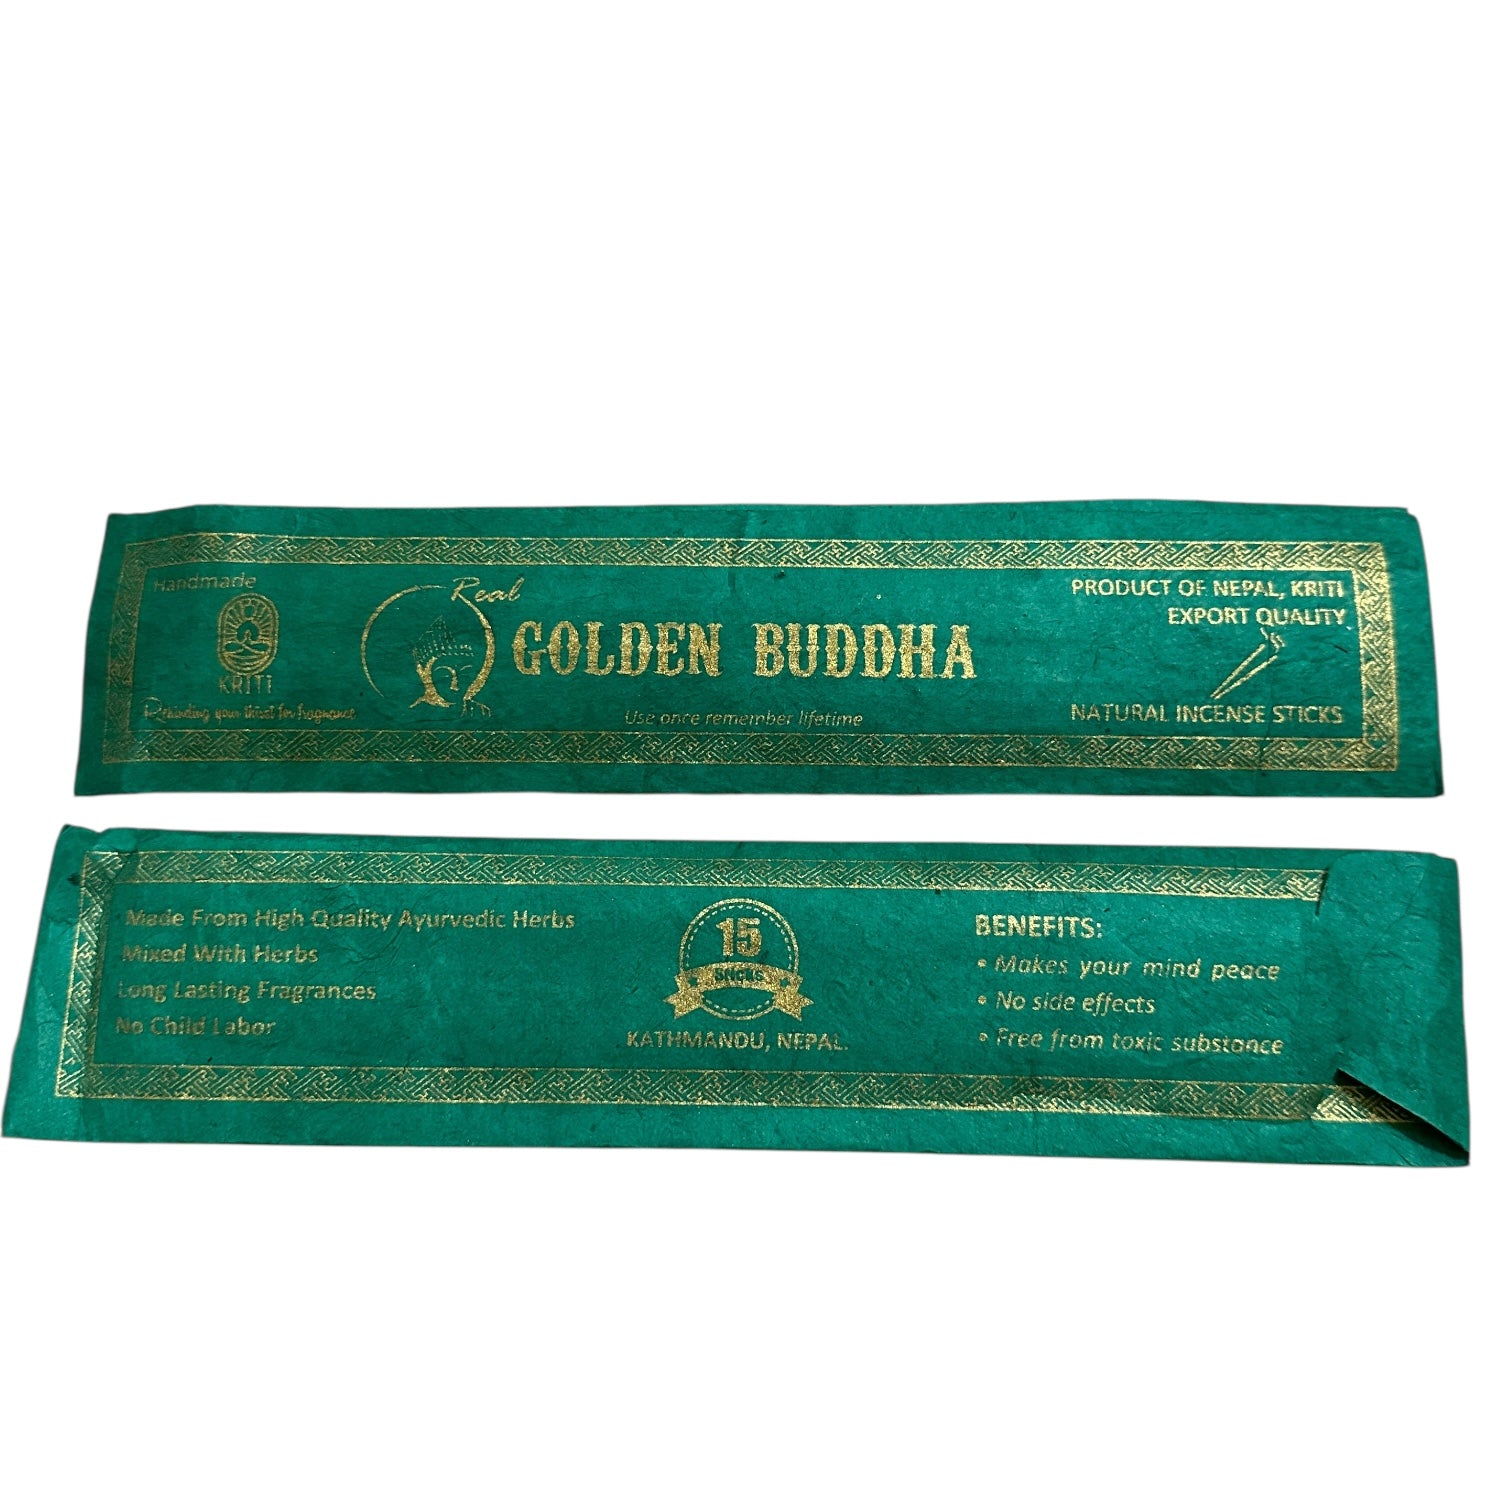 Handmade
KRITI
Rekindling your thirst for fragrance
Real
GOLDEN BUDDHA
Use once remember lifetime
PRODUCT OF NEPAL, KRITI
EXPORT QUALITY
NATURAL INCENSE STICKS
Made From High Quality Ayurvedic Herbs
Mixed With Herbs
Long Lasting Fragrances
No Child Labor
15
STICKS
KATHMANDU, NEPAL.
BENEFITS:
• Makes your mind peace
• No side effects
• Free from toxic substance